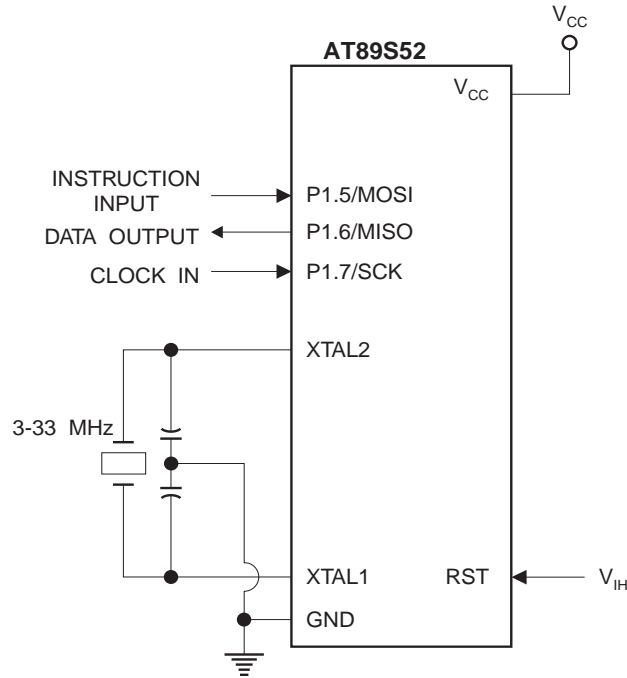 V_CC
AT89S52
V_CC
INSTRUCTION
INPUT
P1.5/MOSI
DATA OUTPUT
P1.6/MISO
CLOCK IN
P1.7/SCK
XTAL2
3-33 MHz
XTAL1
RST
V_IH
GND